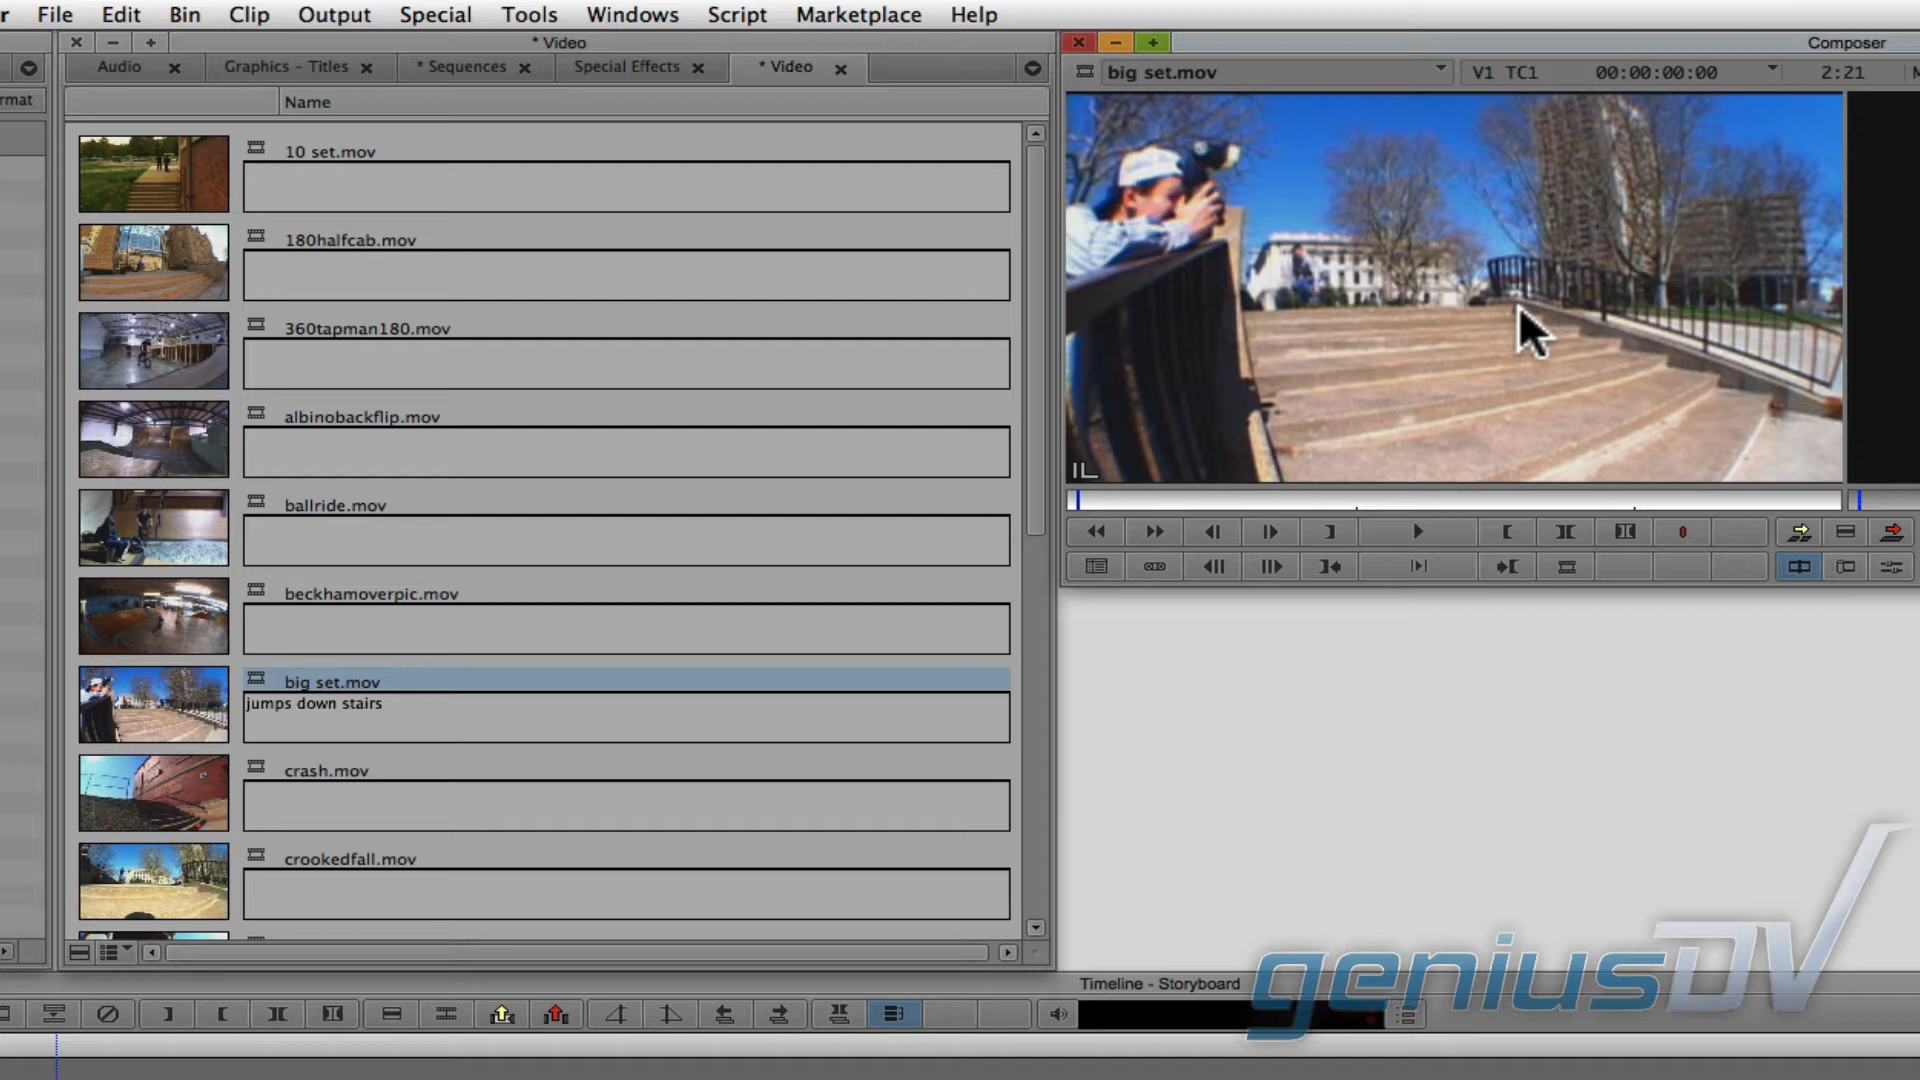 r File Edit Bin Clip Output Special Tools Windows Script Marketplace Help
* Video
Composer
Audio Graphics - Titles * Sequences Special Effects * Video
big set.mov V1 TC1 00:00:00:00 2:21 M
rmat
Name
10 set.mov
180halfcab.mov
360tapman180.mov
albinobackflip.mov
ballride.mov
beckhamoverpic.mov
big set.mov
jumps down stairs
crash.mov
crookedfall.mov
Timeline - Storyboard
geniusDV